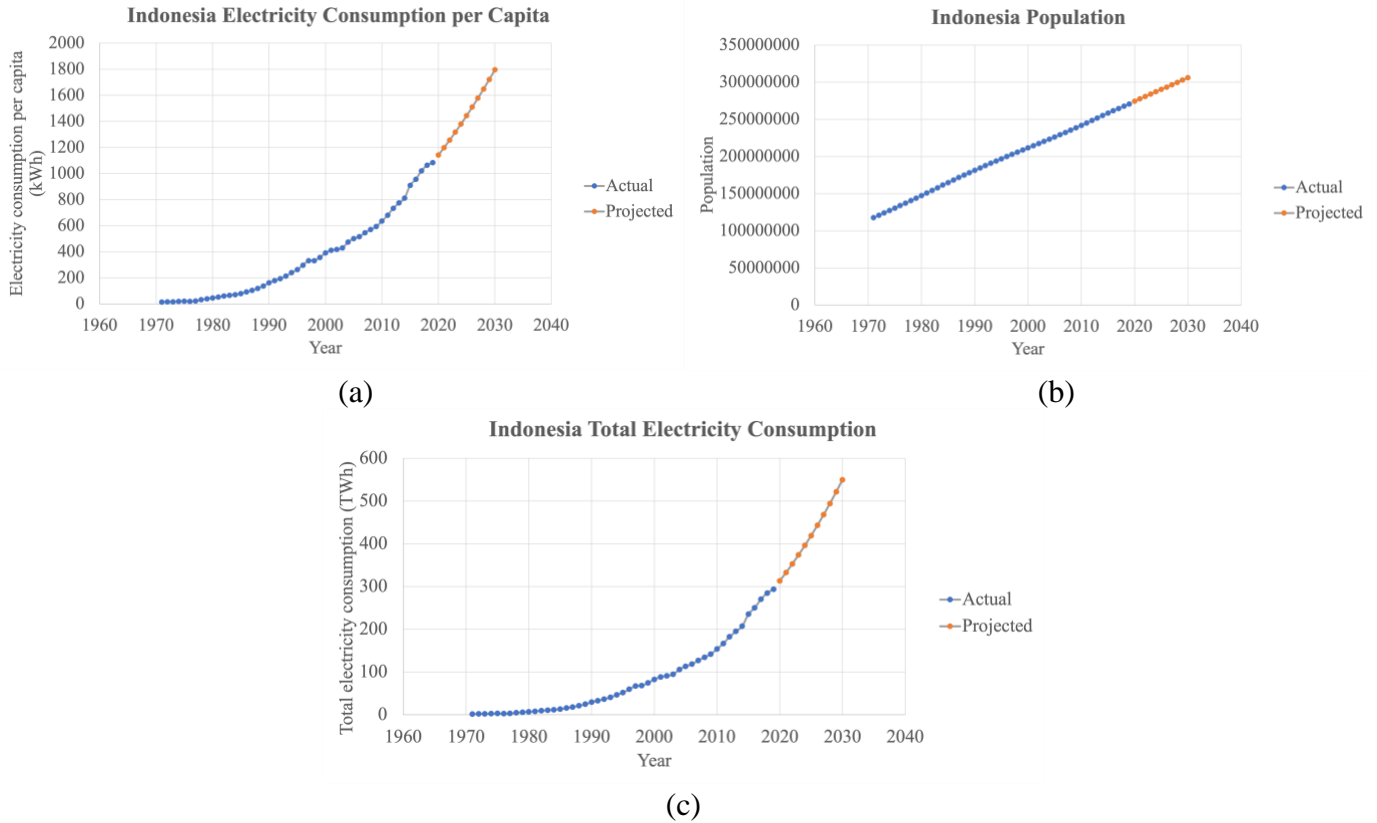 Indonesia Electricity Consumption per Capita
Electricity consumption per capita
(kWh)
2000
1800
1600
1400
1200
1000
800
600
400
200
0
1960 1970 1980 1990 2000 2010 2020 2030 2040
Year
Actual
Projected
(a)
Indonesia Population
Population
350000000
300000000
250000000
200000000
150000000
100000000
50000000
0
1960 1970 1980 1990 2000 2010 2020 2030 2040
Year
Actual
Projected
(b)
Indonesia Total Electricity Consumption
Total electricity consumption (TWh)
600
500
400
300
200
100
0
1960 1970 1980 1990 2000 2010 2020 2030 2040
Year
Actual
Projected
(c)